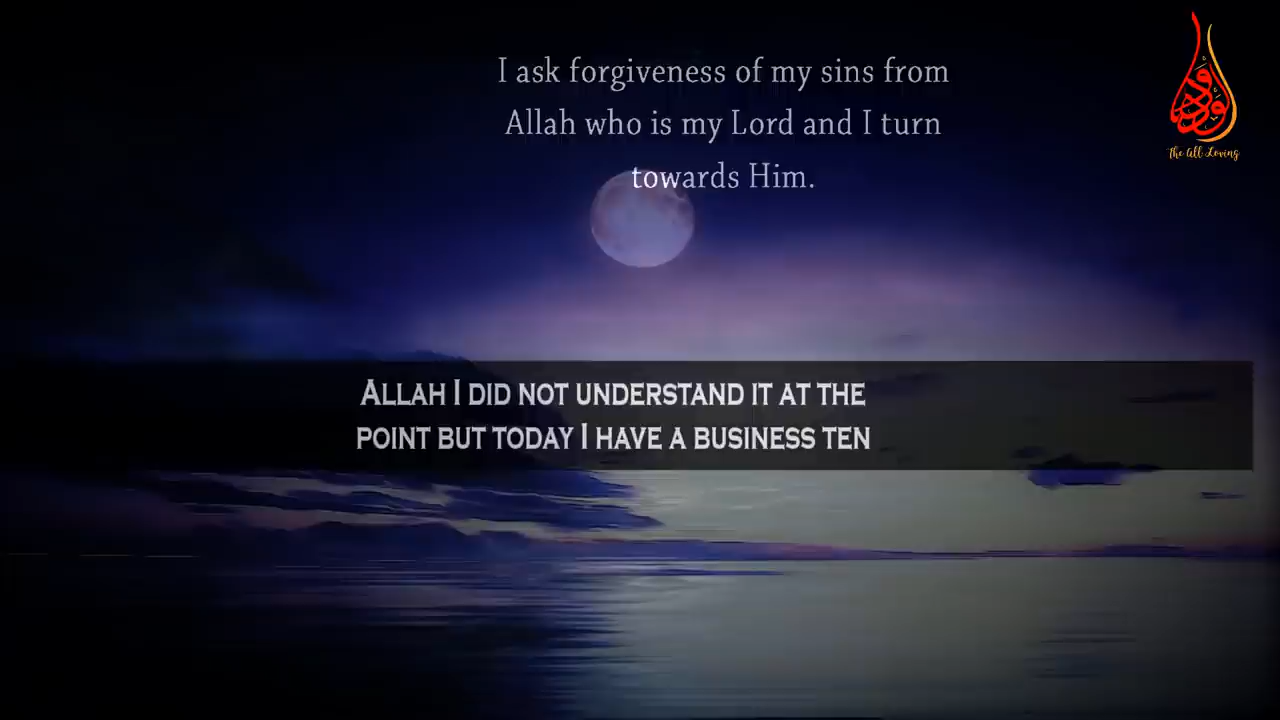 I ask forgiveness of my sins from
Allah who is my Lord and I turn
towards Him.
الودود
The All Loving
ALLAH I DID NOT UNDERSTAND IT AT THE
POINT BUT TODAY I HAVE A BUSINESS TEN